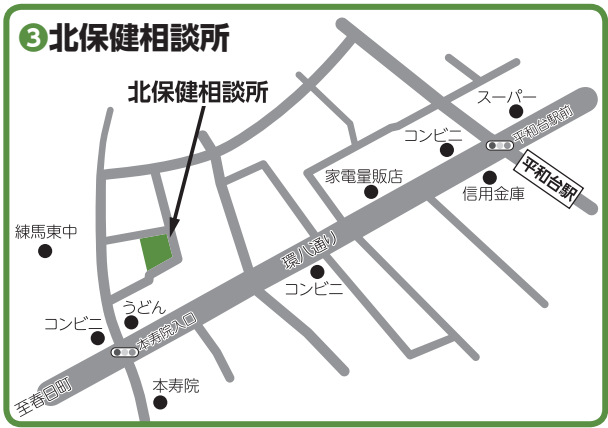 ③北保健相談所
北保健相談所
スーパー
平和台駅前
コンビニ
平和台駅
家電量販店
信用金庫
練馬東中
環八通り
コンビニ
うどん
コンビニ
本寿院入口
本寿院
至春日町